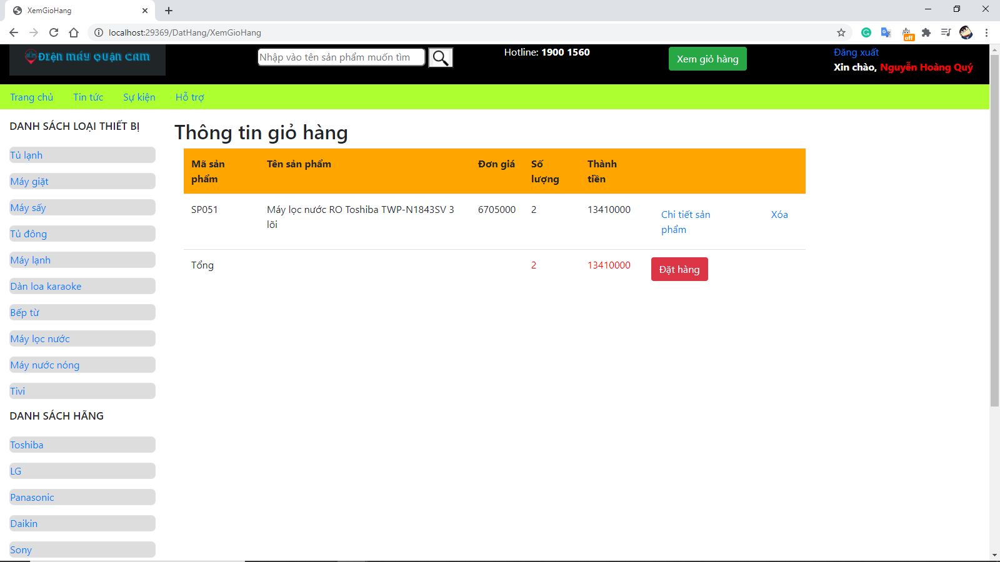 XemGioHang
localhost:29369/DatHang/XemGioHang
off
Điện máy Quận Cam
Nhập vào tên sản phẩm muốn tìm
Hotline: 1900 1560
Xem giỏ hàng
Đăng xuất
Xin chào, Nguyễn Hoàng Quý
Trang chủ Tin tức Sự kiện Hỗ trợ
DANH SÁCH LOẠI THIẾT BỊ
Tủ lạnh
Máy giặt
Máy sấy
Tủ đông
Máy lạnh
Dàn loa karaoke
Bếp từ
Máy lọc nước
Máy nước nóng
Tivi
DANH SÁCH HÃNG
Toshiba
LG
Panasonic
Daikin
Sony
Thông tin giỏ hàng
Mã sản phẩm Tên sản phẩm Đơn giá Số lượng Thành tiền
SP051 Máy lọc nước RO Toshiba TWP-N1843SV 3 lõi 6705000 2 13410000 Chi tiết sản phẩm Xóa
Tổng 2 13410000 Đặt hàng